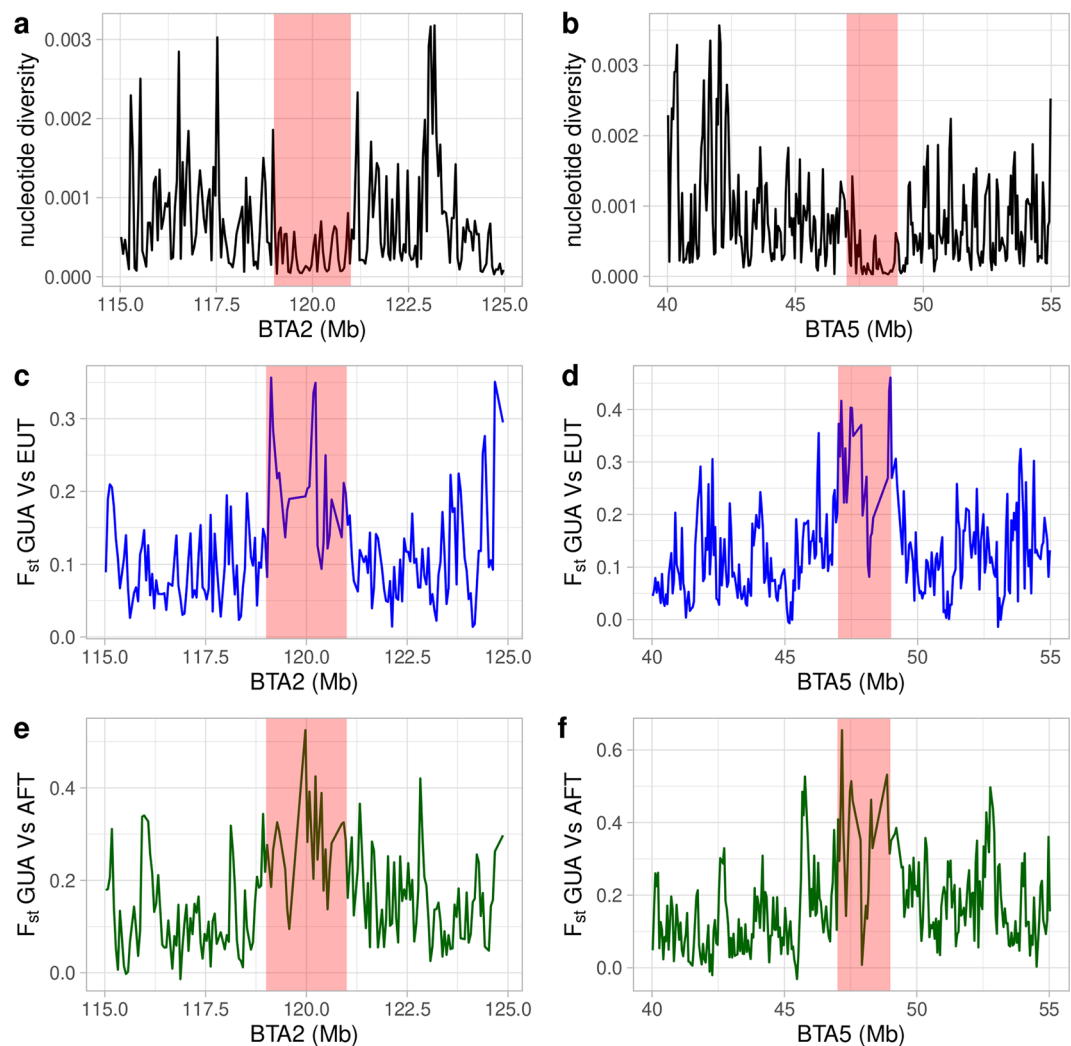 a
nucleotide diversity
0.003
0.002
0.001
0.000
115.0 117.5 120.0 122.5 125.0
BTA2 (Mb)
b
nucleotide diversity
0.003
0.002
0.001
0.000
40 45 50 55
BTA5 (Mb)
c
Fst GUA Vs EUT
0.3
0.2
0.1
0.0
115.0 117.5 120.0 122.5 125.0
BTA2 (Mb)
d
Fst GUA Vs EUT
0.4
0.3
0.2
0.1
0.0
40 45 50 55
BTA5 (Mb)
e
Fst GUA Vs AFT
0.4
0.2
0.0
115.0 117.5 120.0 122.5 125.0
BTA2 (Mb)
f
Fst GUA Vs AFT
0.6
0.4
0.2
0.0
40 45 50 55
BTA5 (Mb)